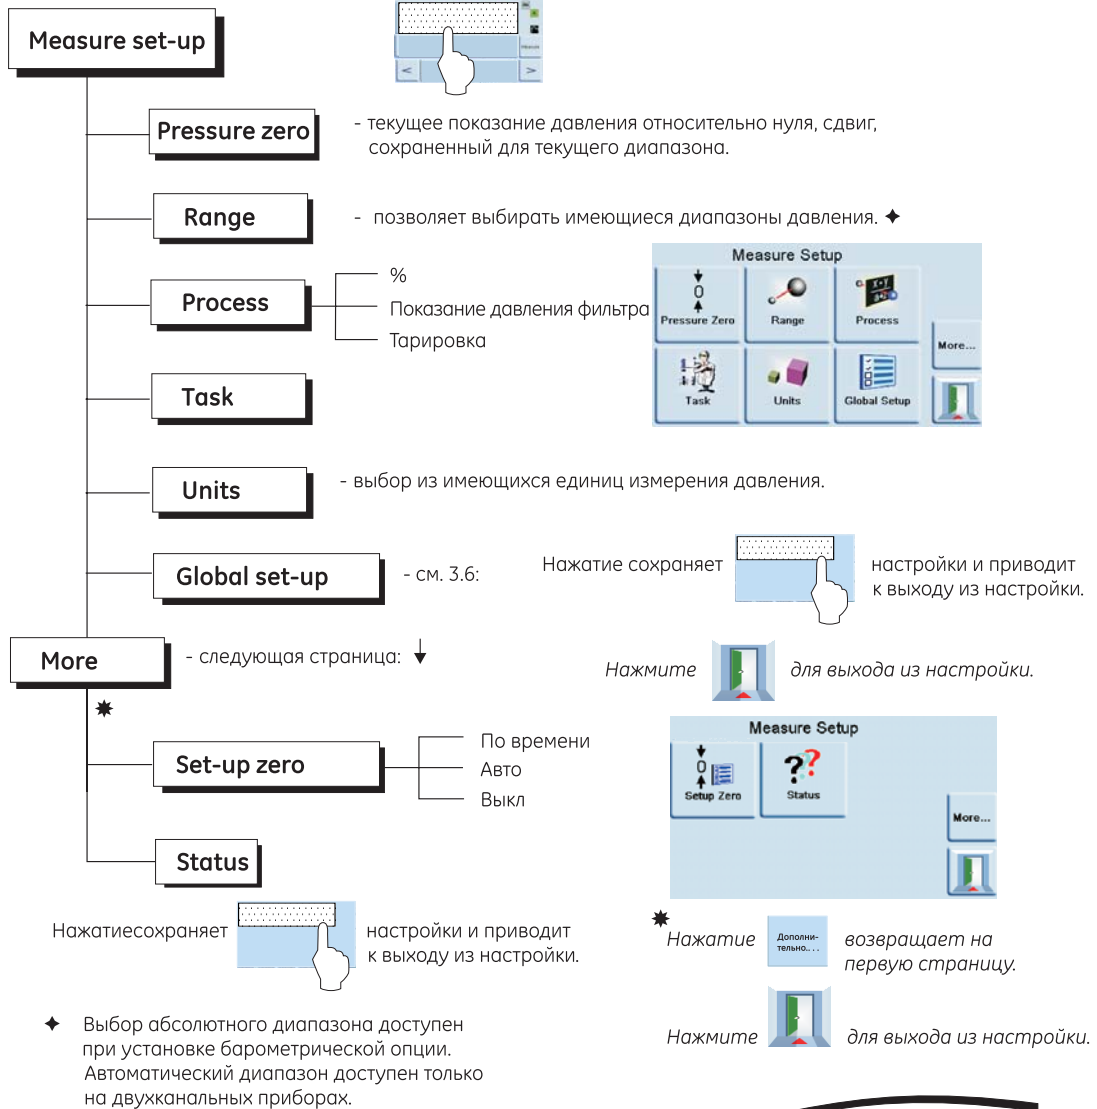 Measure set-up
Measure
<
>
Pressure zero
- текущее показание давления относительно нуля, сдвиг,
сохраненный для текущего диапазона.
Range
- позволяет выбирать имеющиеся диапазоны давления. ✦
Process
%
Показание давления фильтра
Тарировка
Measure Setup
0
Pressure Zero
Range
X+Y
Process
More...
Task
Units
Global Setup
Task
Units
- выбор из имеющихся единиц измерения давления.
Global set-up
- см. 3.6:
Нажатие сохраняет
настройки и приводит
к выходу из настройки.
More
- следующая страница: ↓
Нажмите
для выхода из настройки.
✸
Set-up zero
По времени
Авто
Выкл
Measure Setup
0
Setup Zero
???
Status
More...
Status
Нажатиесохраняет
настройки и приводит
к выходу из настройки.
✸
Нажатие
Дополни-
тельно....
возвращает на
первую страницу.
Нажмите
для выхода из настройки.
✦ Выбор абсолютного диапазона доступен
при установке барометрической опции.
Автоматический диапазон доступен только
на двухканальных приборах.